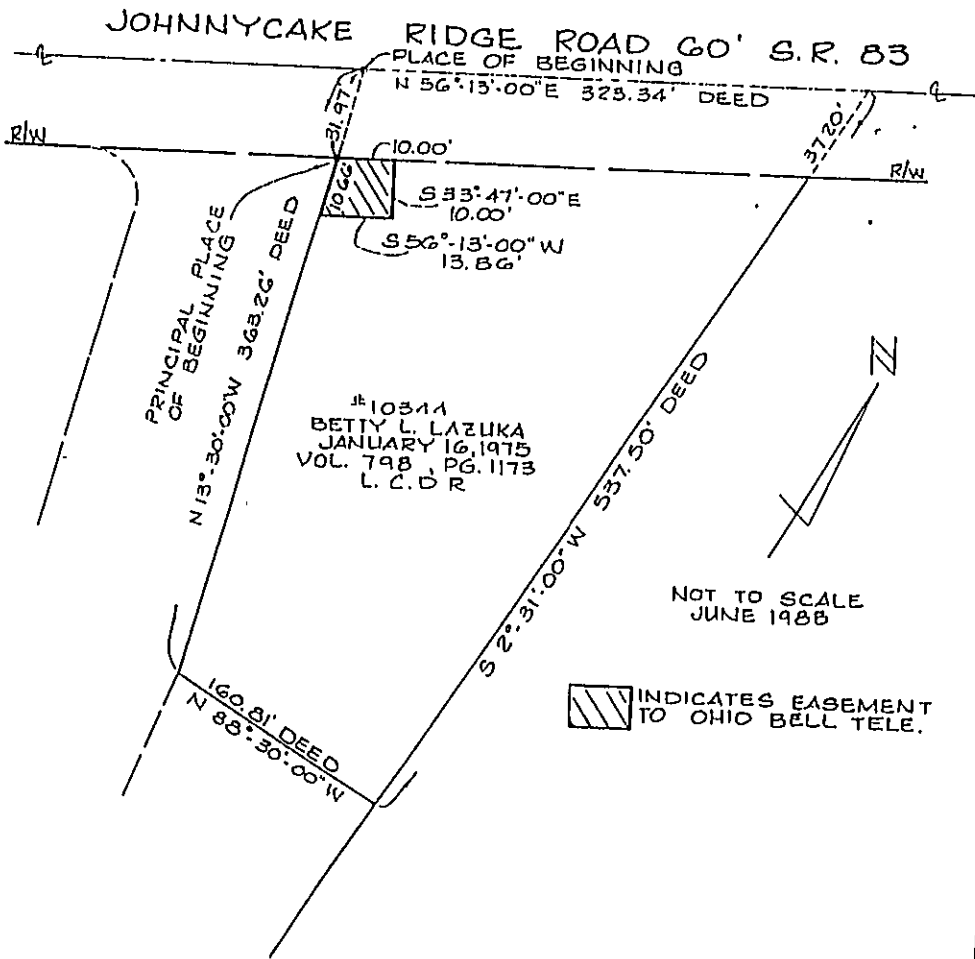 JOHNNYCAKE RIDGE ROAD 60' S.R. 83
PLACE OF BEGINNING
N 56°-13'-00"E 323.34' DEED
31.97'
37.20'
R/W
R/W
10.00'
10.66'
S 33°-47'-00"E
10.00'
S 56°-13'-00" W
13.86'
PRINCIPAL PLACE
OF BEGINNING
N 13°-30'-00"W 363.26' DEED
BETTY L. LAZUKA
JANUARY 16, 1975
VOL. 798, PG. 1173
L.C.D R
S 2°-31'-00" W 537.50' DEED
N
NOT TO SCALE
JUNE 1988
INDICATES EASEMENT
TO OHIO BELL TELE.
160.81' DEED
N 88°-30'-00"W